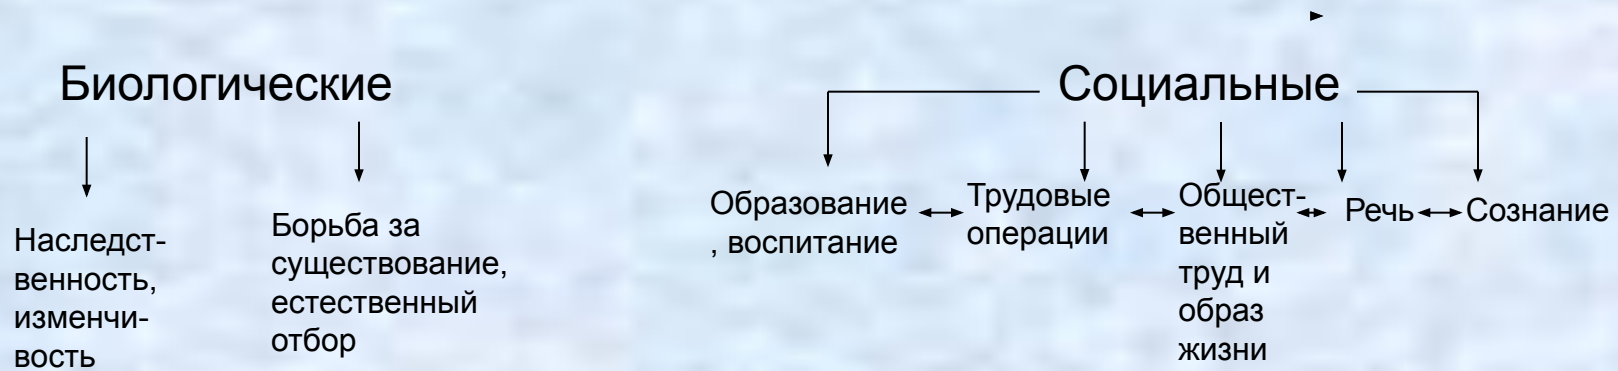 Биологические
Социальные
Наследст-
венность,
изменчи-
вость
Борьба за
существование,
естественный
отбор
Образование
, воспитание
Трудовые
операции
Общест-
венный
труд и
образ
жизни
Речь
Сознание